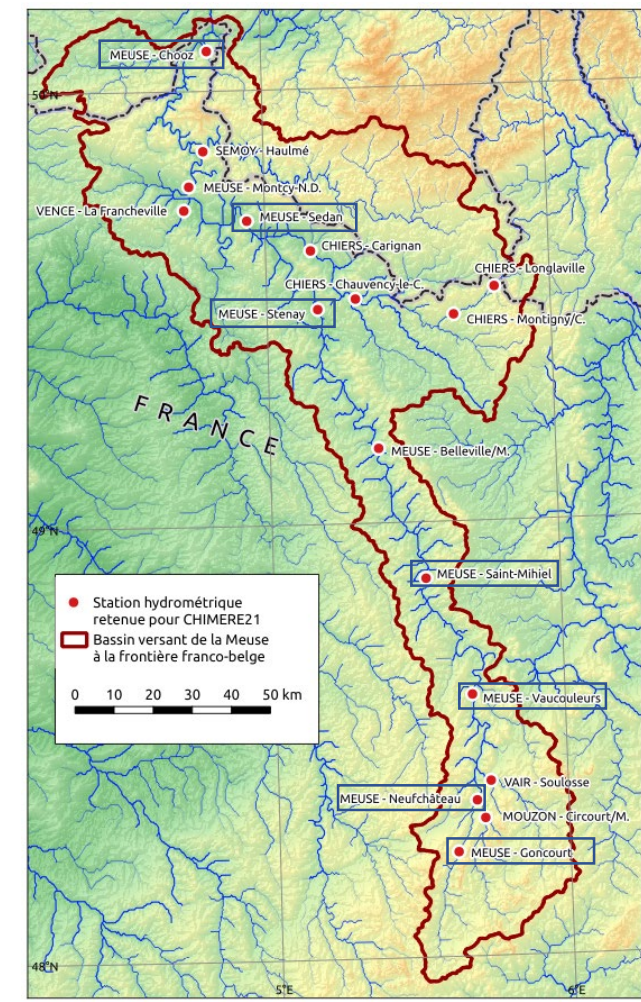 MEUSE - Chooz
50°N
SEMOY - Haulmé
MEUSE - Montcy-N.D.
VENCE - La Francheville
MEUSE - Sedan
CHIERS - Carignan
CHIERS - Longlaville
CHIERS - Chauvency-le-C.
MEUSE - Stenay
CHIERS - Montigny/C.
FRANCE
MEUSE - Belleville/M.
49°N
MEUSE - Saint-Mihiel
Station hydrométrique
retenue pour CHIMERE21
Bassin versant de la Meuse
à la frontière franco-belge
0 10 20 30 40 50 km
MEUSE - Vaucouleurs
VAIR - Soulosse
MEUSE - Neufchâteau
MOUZON - Circourt/M.
MEUSE - Goncourt
48°N
5°E
6°E